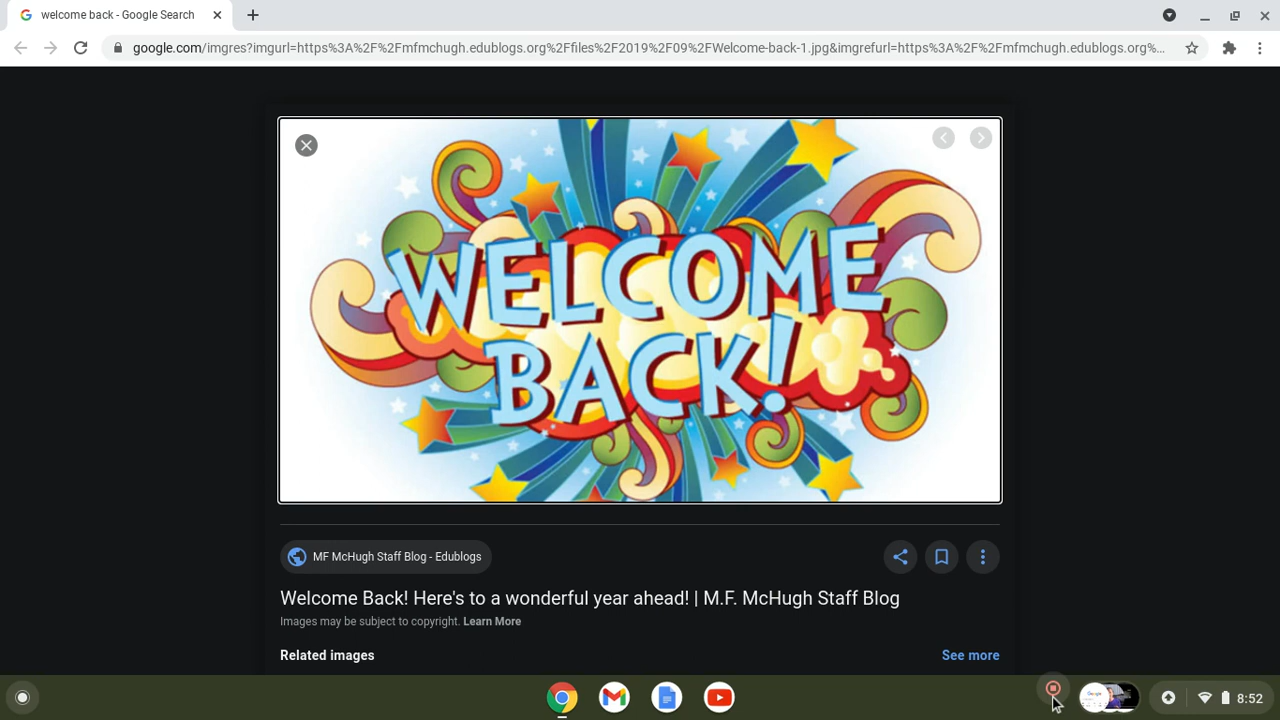 welcome back - Google Search
google.com/imgres?imgurl=https%3A%2F%2Fmfmchugh.edublogs.org%2Ffiles%2F2019%2F09%2FWelcome-back-1.jpg&imgrefurl=https%3A%2F%2Fmfmchugh.edublogs.org%...
WELCOME
BACK!
MF McHugh Staff Blog - Edublogs
Welcome Back! Here's to a wonderful year ahead! | M.F. McHugh Staff Blog
Images may be subject to copyright. Learn More
Related images
See more
8:52